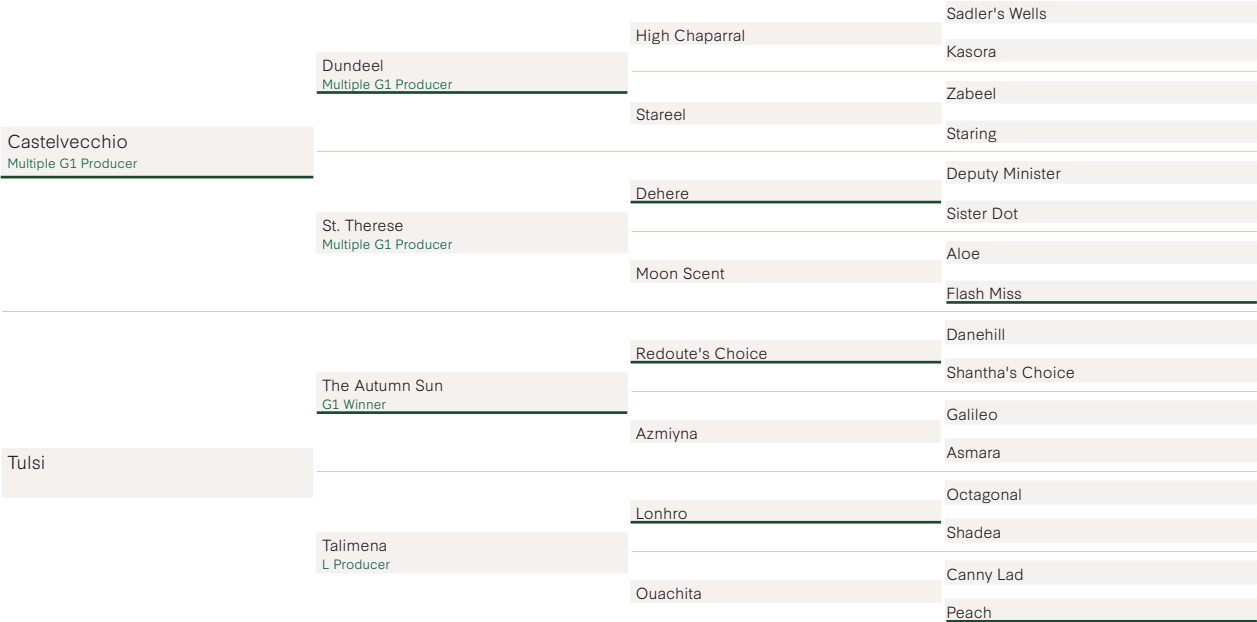 Castelvecchio
Multiple G1 Producer
Tulsi
Dundeel
Multiple G1 Producer
St. Therese
Multiple G1 Producer
The Autumn Sun
G1 Winner
Talimena
L Producer
High Chaparral
Stareel
Dehere
Moon Scent
Redoute's Choice
Azmiyna
Lonhro
Ouachita
Sadler's Wells
Kasora
Zabeel
Staring
Deputy Minister
Sister Dot
Aloe
Flash Miss
Danehill
Shantha's Choice
Galileo
Asmara
Octagonal
Shadea
Canny Lad
Peach